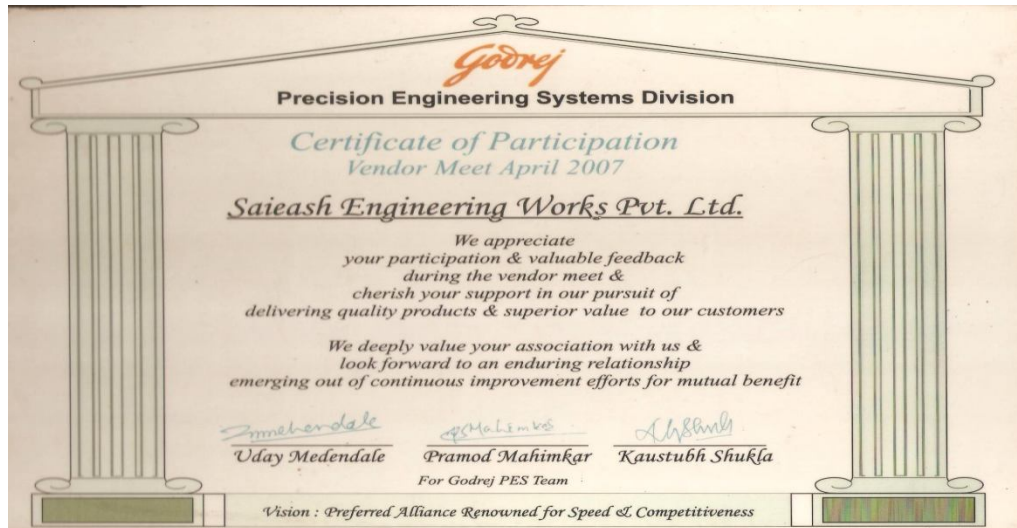 Godrej
Precision Engineering Systems Division
Certificate of Participation
Vendor Meet April 2007
Saieash Engineering Works Pvt. Ltd.
We appreciate
your participation & valuable feedback
during the vendor meet &
cherish your support in our pursuit of
delivering quality products & superior value to our customers
We deeply value your association with us &
look forward to an enduring relationship
emerging out of continuous improvement efforts for mutual benefit
Uday Medendale Pramod Mahimkar Kaustubh Shukla
For Godrej PES Team
Vision : Preferred Alliance Renowned for Speed & Competitiveness